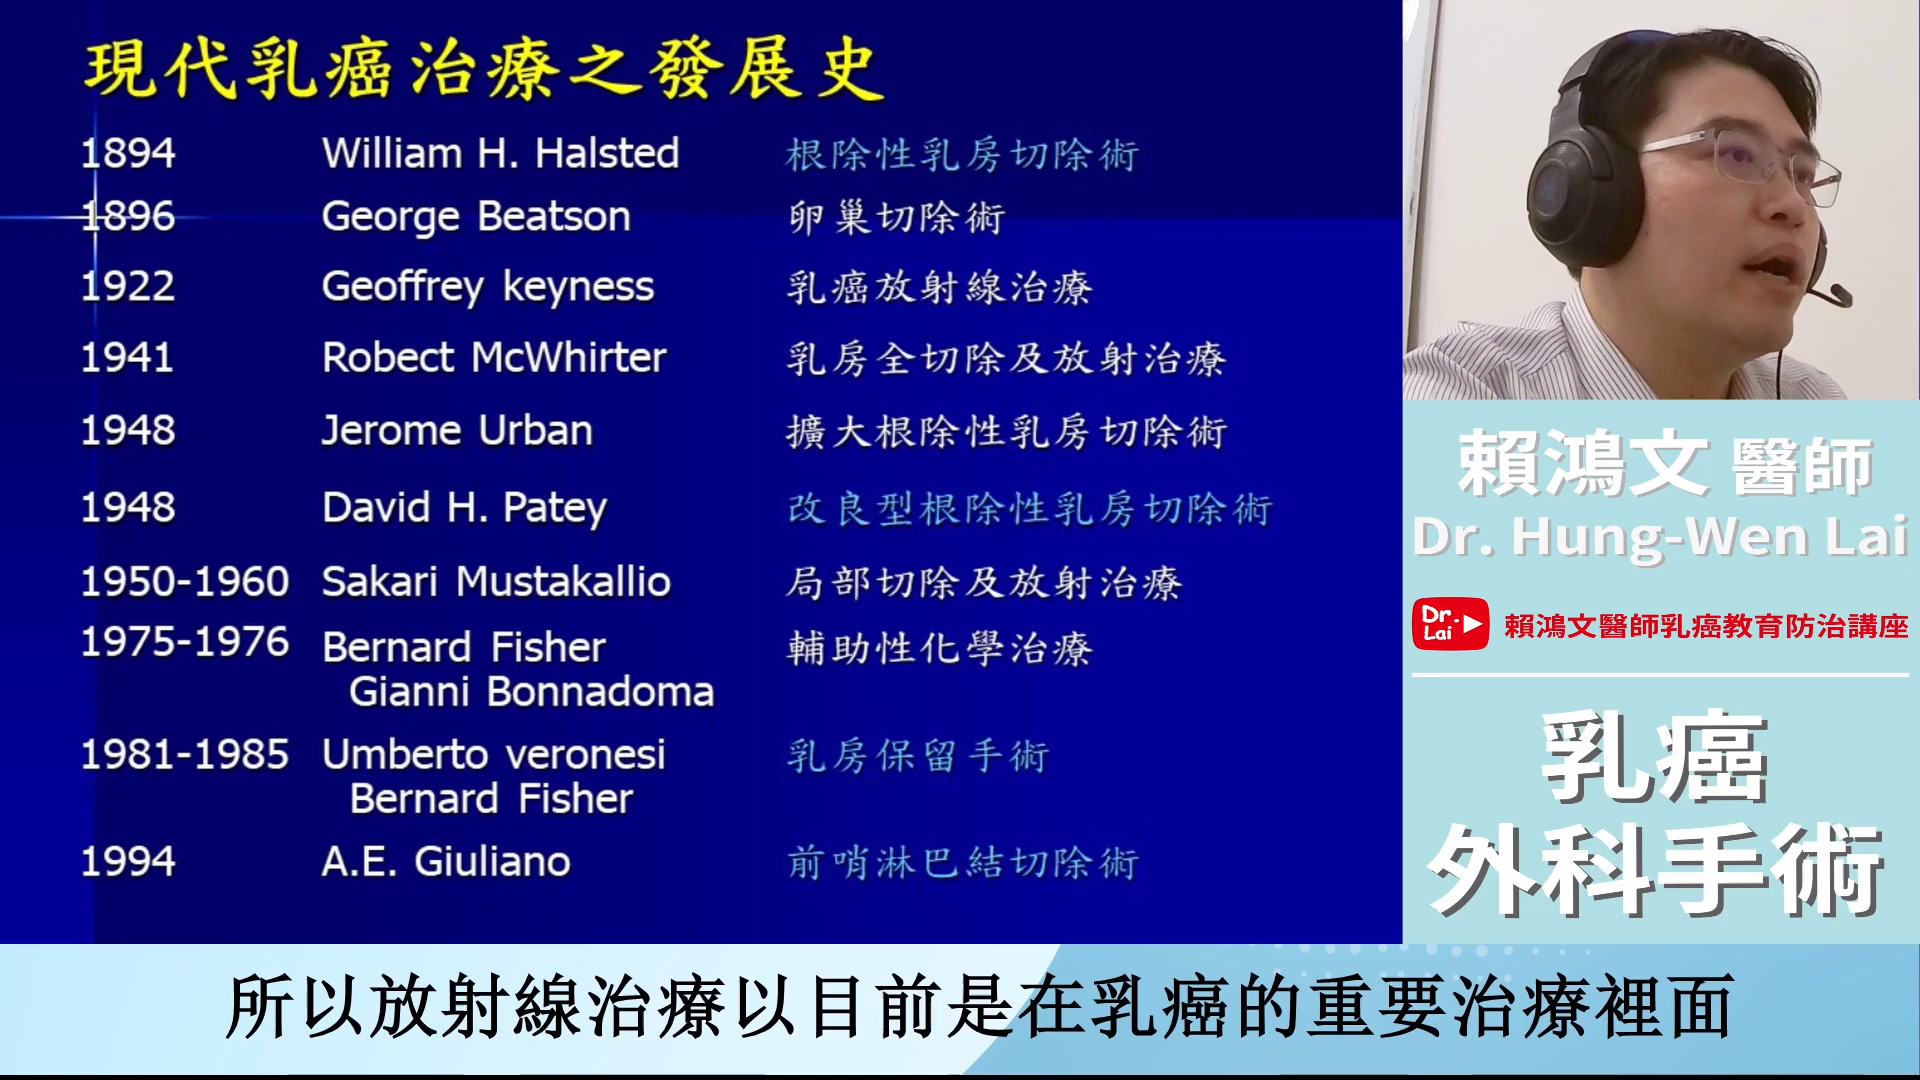 現代乳癌治療之發展史
1894 William H. Halsted 根除性乳房切除術
1896 George Beatson 卵巢切除術
1922 Geoffrey keyness 乳癌放射線治療
1941 Robect McWhirter 乳房全切除及放射治療
1948 Jerome Urban 擴大根除性乳房切除術
1948 David H. Patey 改良型根除性乳房切除術
1950-1960 Sakari Mustakallio 局部切除及放射治療
1975-1976 Bernard Fisher 輔助性化學治療
Gianni Bonnadoma
1981-1985 Umberto veronesi 乳房保留手術
Bernard Fisher
1994 A.E. Giuliano 前哨淋巴結切除術
賴鴻文 醫師
Dr. Hung-Wen Lai
Dr. Lai 賴鴻文醫師乳癌教育防治講座
乳癌
外科手術
所以放射線治療以目前是在乳癌的重要治療裡面